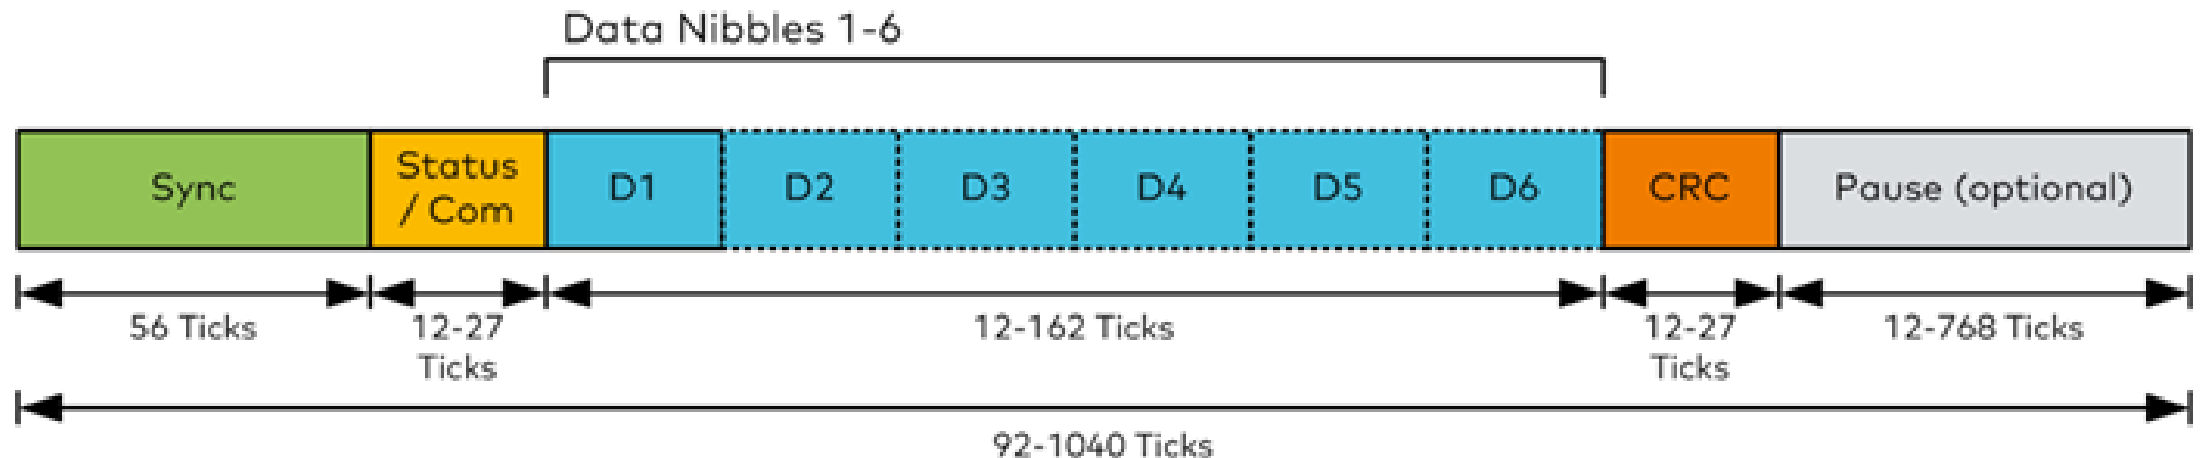 Data Nibbles 1-6
Sync
Status
/ Com
D1
D2
D3
D4
D5
D6
CRC
Pause (optional)
56 Ticks
12-27
Ticks
12-162 Ticks
12-27
Ticks
12-768 Ticks
92-1040 Ticks